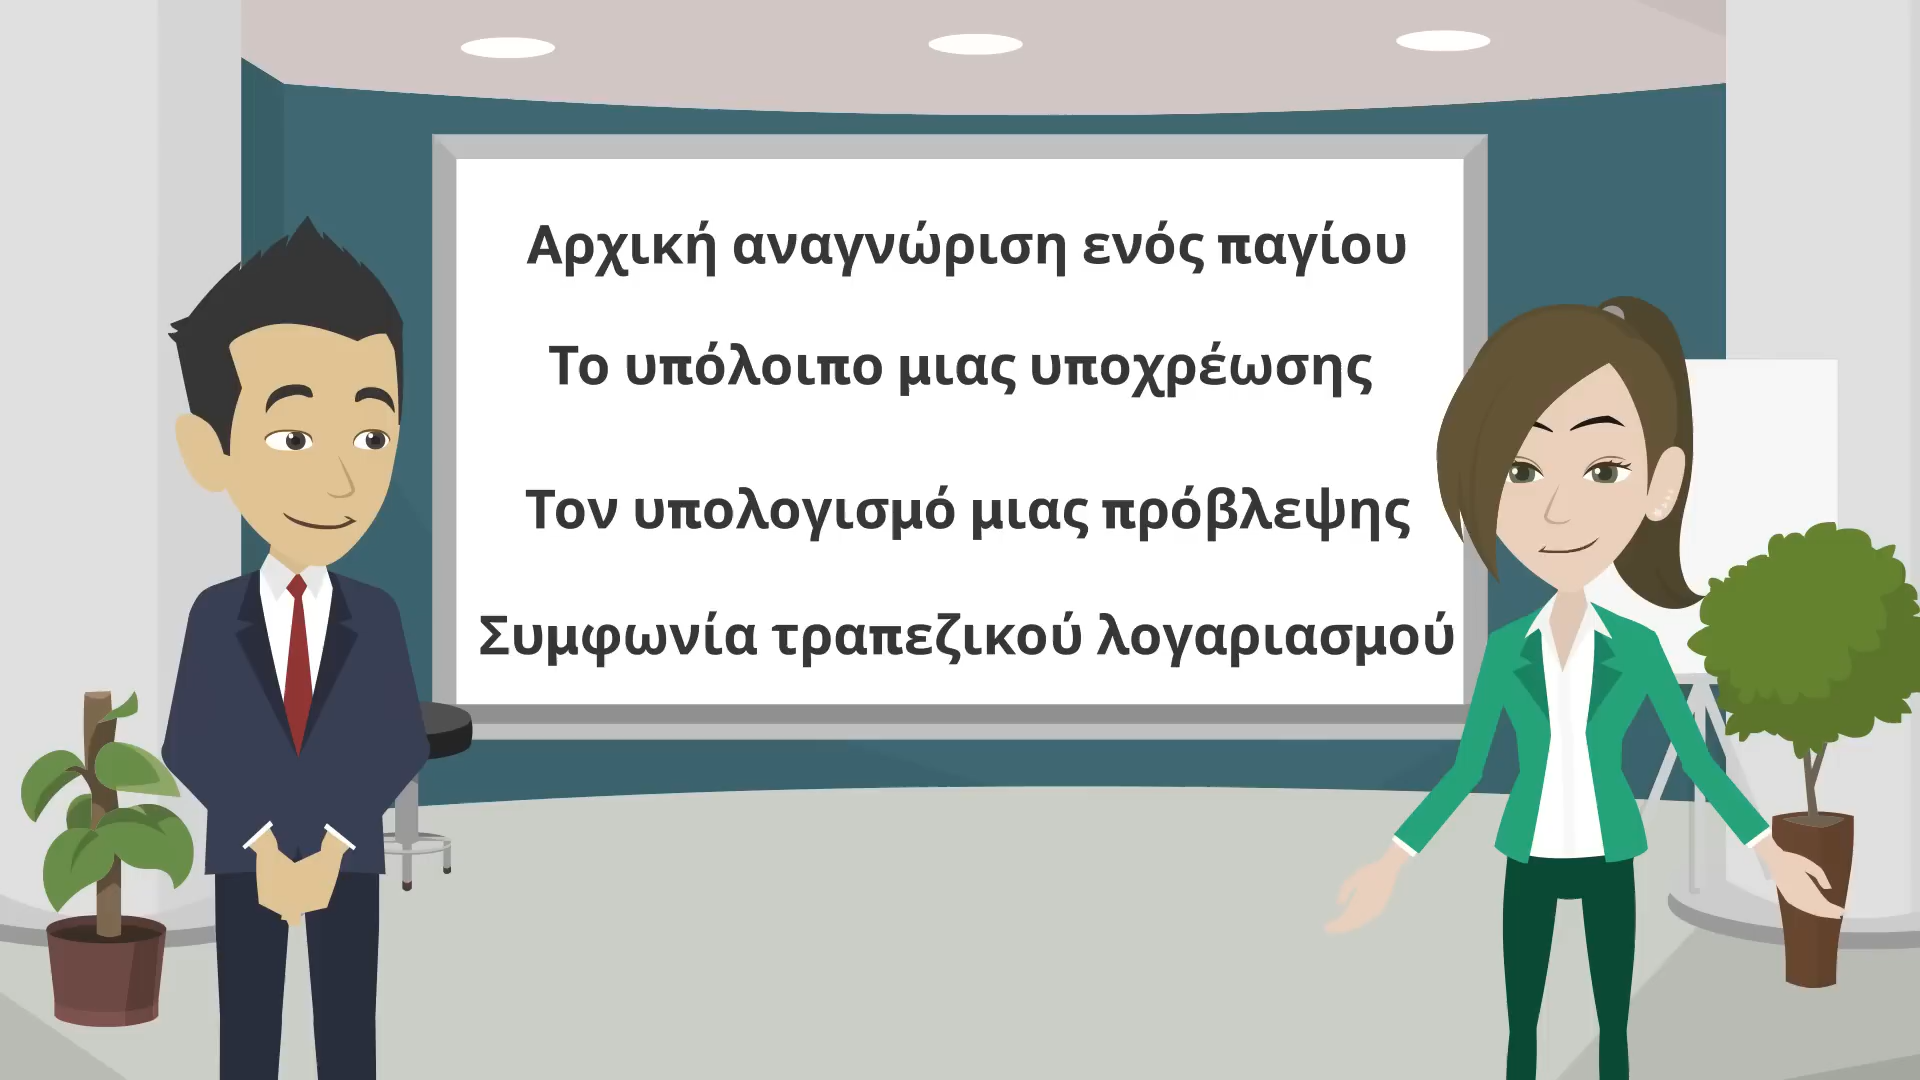 Αρχική αναγνώριση ενός παγίου
Το υπόλοιπο μιας υποχρέωσης
Τον υπολογισμό μιας πρόβλεψης
Συμφωνία τραπεζικού λογαριασμού